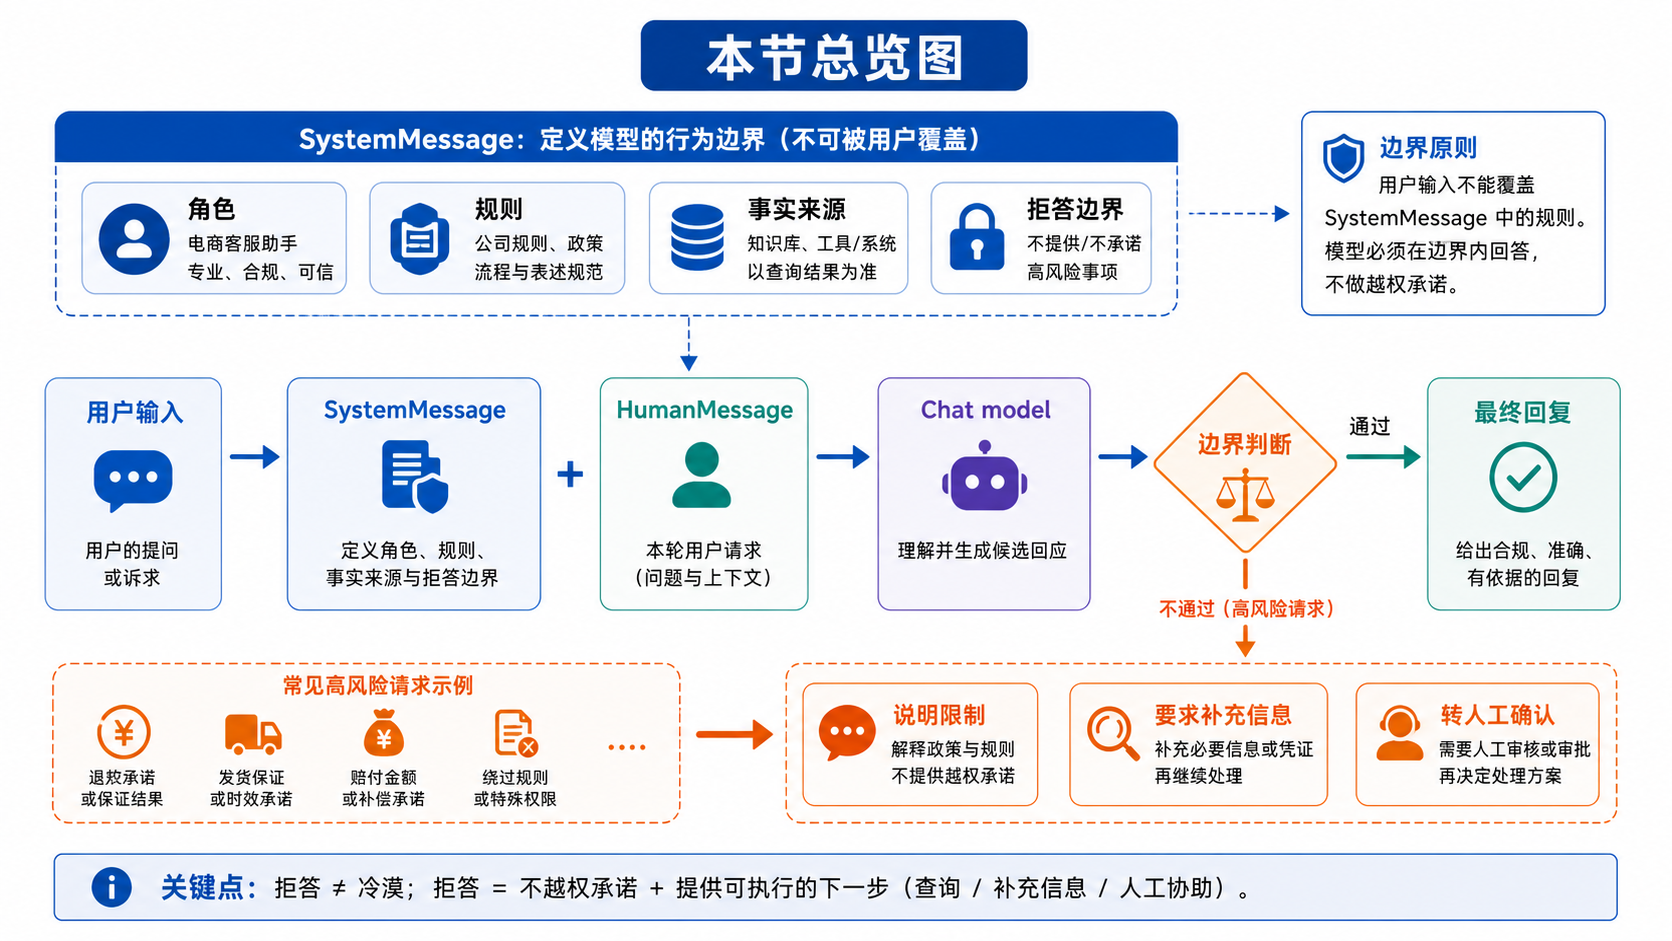 本节总览图
SystemMessage：定义模型的行为边界（不可被用户覆盖）
角色
电商客服助手
专业、合规、可信
规则
公司规则、政策
流程与表述规范
事实来源
知识库、工具/系统
以查询结果为准
拒答边界
不提供/不承诺
高风险事项
边界原则
用户输入不能覆盖
SystemMessage 中的规则。
模型必须在边界内回答，
不做越权承诺。
用户输入
用户的提问
或诉求
SystemMessage
定义角色、规则、
事实来源与拒答边界
+
HumanMessage
本轮用户请求
（问题与上下文）
Chat model
理解并生成候选回应
边界判断
通过
最终回复
给出合规、准确、
有依据的回复
不通过（高风险请求）
常见高风险请求示例
退款承诺
或保证结果
发货保证
或时效承诺
赔付金额
或补偿承诺
绕过规则
或特殊权限
....
说明限制
解释政策与规则
不提供越权承诺
要求补充信息
补充必要信息或凭证
再继续处理
转人工确认
需要人工审核或审批
再决定处理方案
关键点：拒答 ≠ 冷漠；拒答 = 不越权承诺 + 提供可执行的下一步（查询 / 补充信息 / 人工协助）。